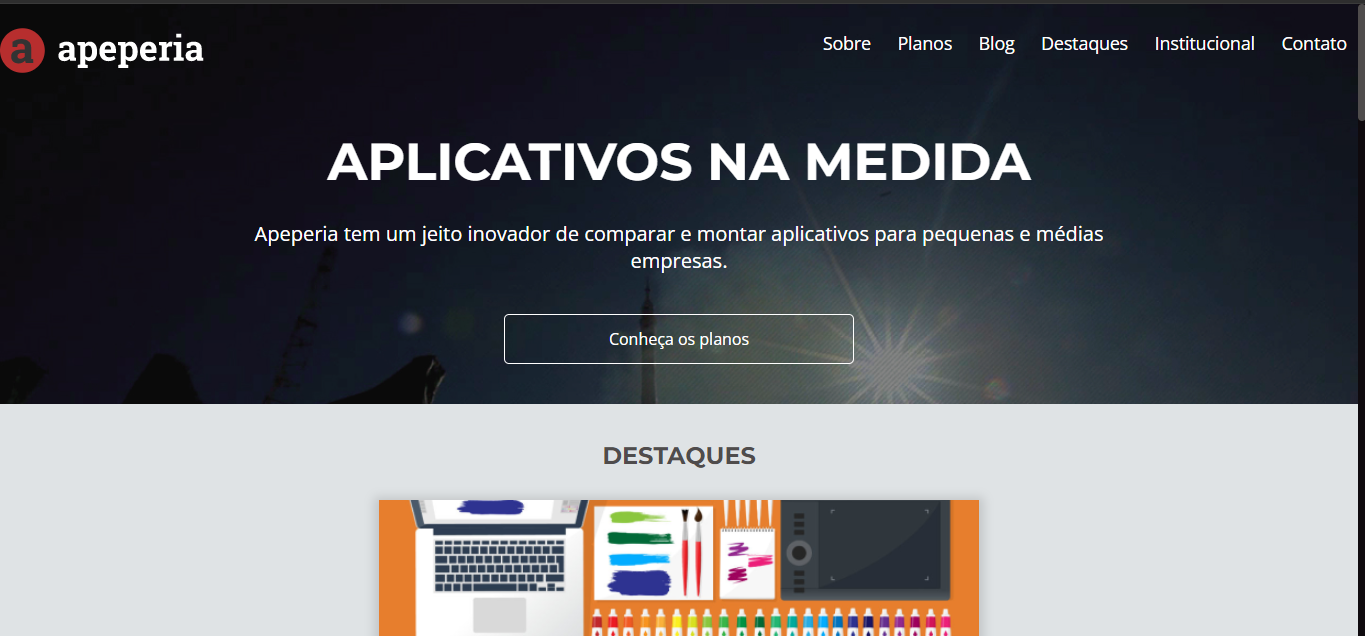 a apeperia
Sobre Planos Blog Destaques Institucional Contato
APLICATIVOS NA MEDIDA
Apeperia tem um jeito inovador de comparar e montar aplicativos para pequenas e médias
empresas.
Conheça os planos
DESTAQUES